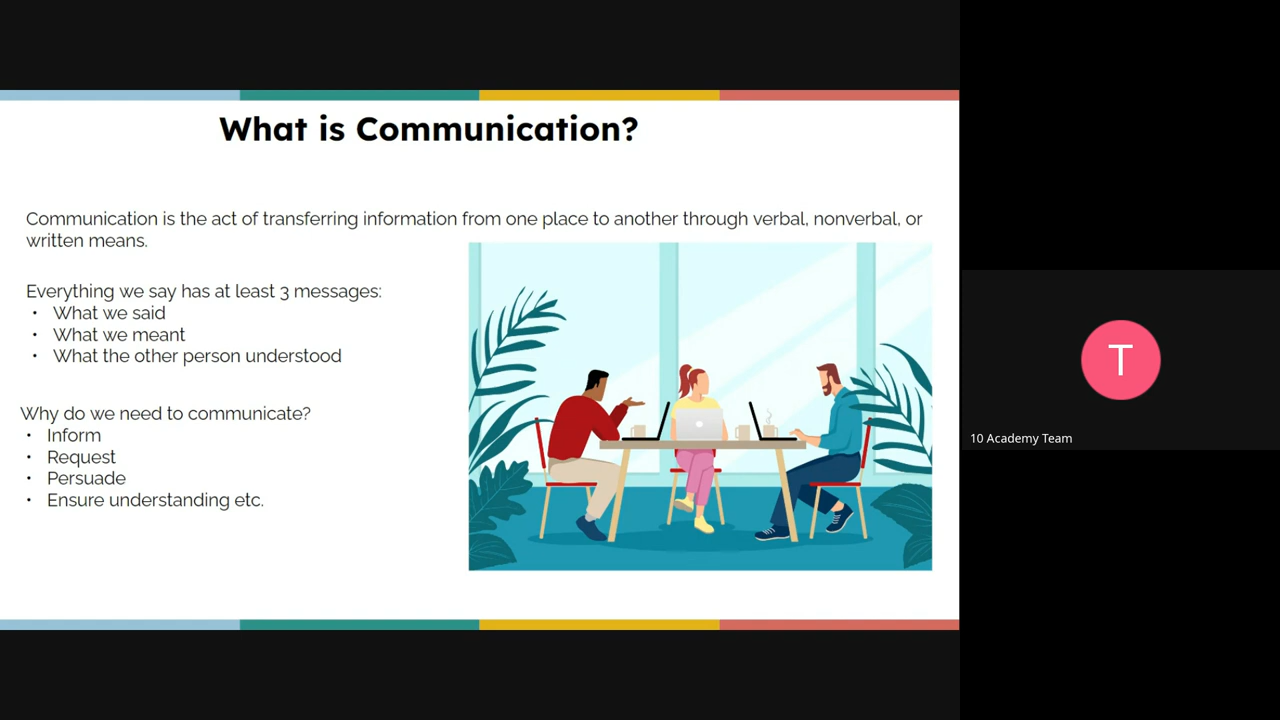 What is Communication?
Communication is the act of transferring information from one place to another through verbal, nonverbal, or
written means.
Everything we say has at least 3 messages:
• What we said
• What we meant
• What the other person understood
Why do we need to communicate?
• Inform
• Request
• Persuade
• Ensure understanding etc.
T
10 Academy Team